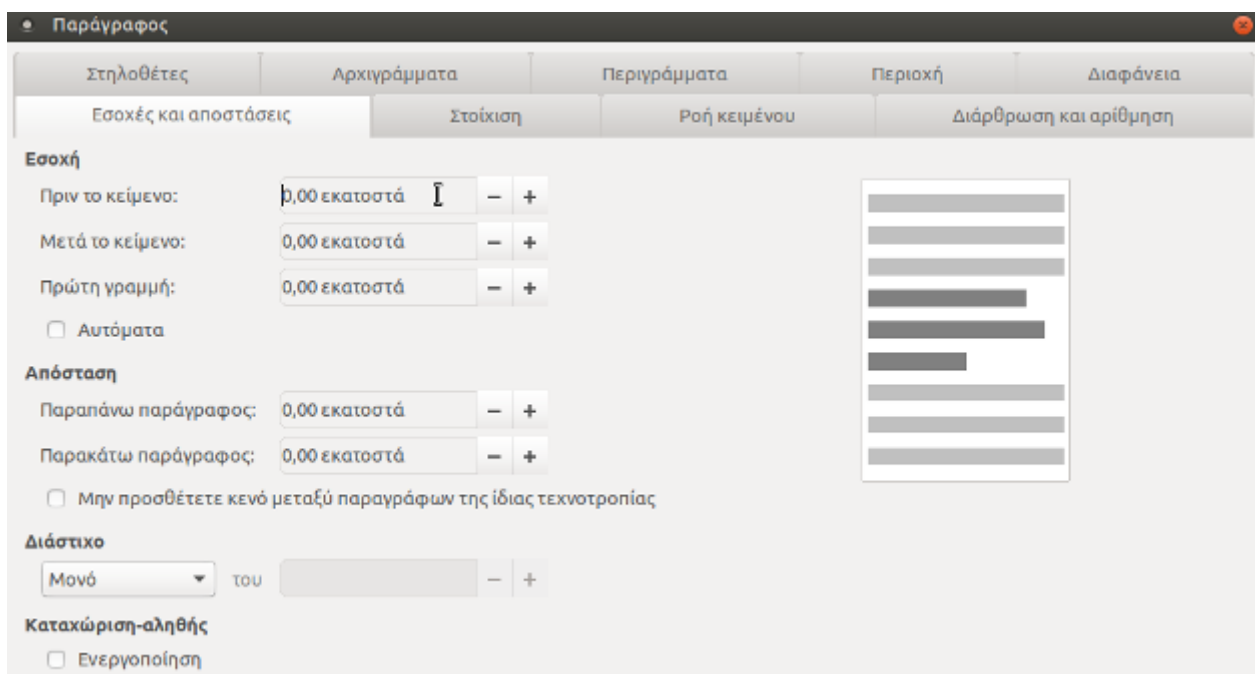 Παράγραφος
Στηλοθέτες Αρχιγράμματα Περιγράμματα Περιοχή Διαφάνεια
Εσοχές και αποστάσεις Στοίχιση Ροή κειμένου Διάρθρωση και αρίθμηση
Εσοχή
Πριν το κείμενο: 0,00 εκατοστά − +
Μετά το κείμενο: 0,00 εκατοστά − +
Πρώτη γραμμή: 0,00 εκατοστά − +
Αυτόματα
Απόσταση
Παραπάνω παράγραφος: 0,00 εκατοστά − +
Παρακάτω παράγραφος: 0,00 εκατοστά − +
Μην προσθέτετε κενό μεταξύ παραγράφων της ίδιας τεχνοτροπίας
Διάστιχο
Μονό του − +
Καταχώριση-αληθής
Ενεργοποίηση